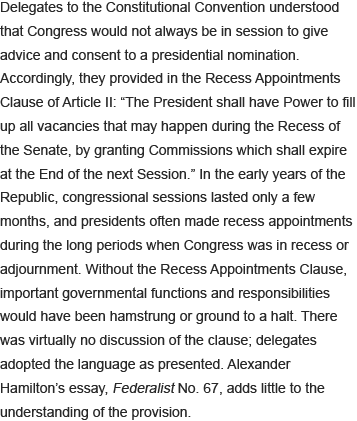 Delegates to the Constitutional Convention understood
that Congress would not always be in session to give
advice and consent to a presidential nomination.
Accordingly, they provided in the Recess Appointments
Clause of Article II: “The President shall have Power to fill
up all vacancies that may happen during the Recess of
the Senate, by granting Commissions which shall expire
at the End of the next Session.” In the early years of the
Republic, congressional sessions lasted only a few
months, and presidents often made recess appointments
during the long periods when Congress was in recess or
adjournment. Without the Recess Appointments Clause,
important governmental functions and responsibilities
would have been hamstrung or ground to a halt. There
was virtually no discussion of the clause; delegates
adopted the language as presented. Alexander
Hamilton’s essay, Federalist No. 67, adds little to the
understanding of the provision.